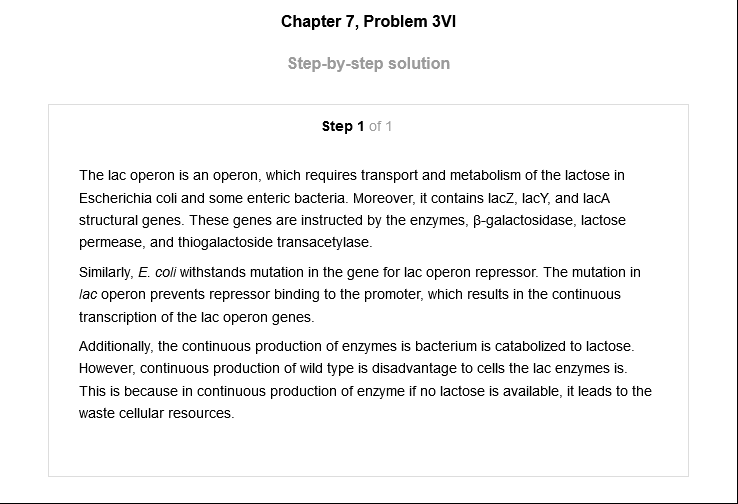 Chapter 7, Problem 3VI
Step-by-step solution
Step 1 of 1
The lac operon is an operon, which requires transport and metabolism of the lactose in
Escherichia coli and some enteric bacteria. Moreover, it contains lacZ, lacY, and lacA
structural genes. These genes are instructed by the enzymes, β-galactosidase, lactose
permease, and thiogalactoside transacetylase.
Similarly, E. coli withstands mutation in the gene for lac operon repressor. The mutation in
lac operon prevents repressor binding to the promoter, which results in the continuous
transcription of the lac operon genes.
Additionally, the continuous production of enzymes is bacterium is catabolized to lactose.
However, continuous production of wild type is disadvantage to cells the lac enzymes is.
This is because in continuous production of enzyme if no lactose is available, it leads to the
waste cellular resources.